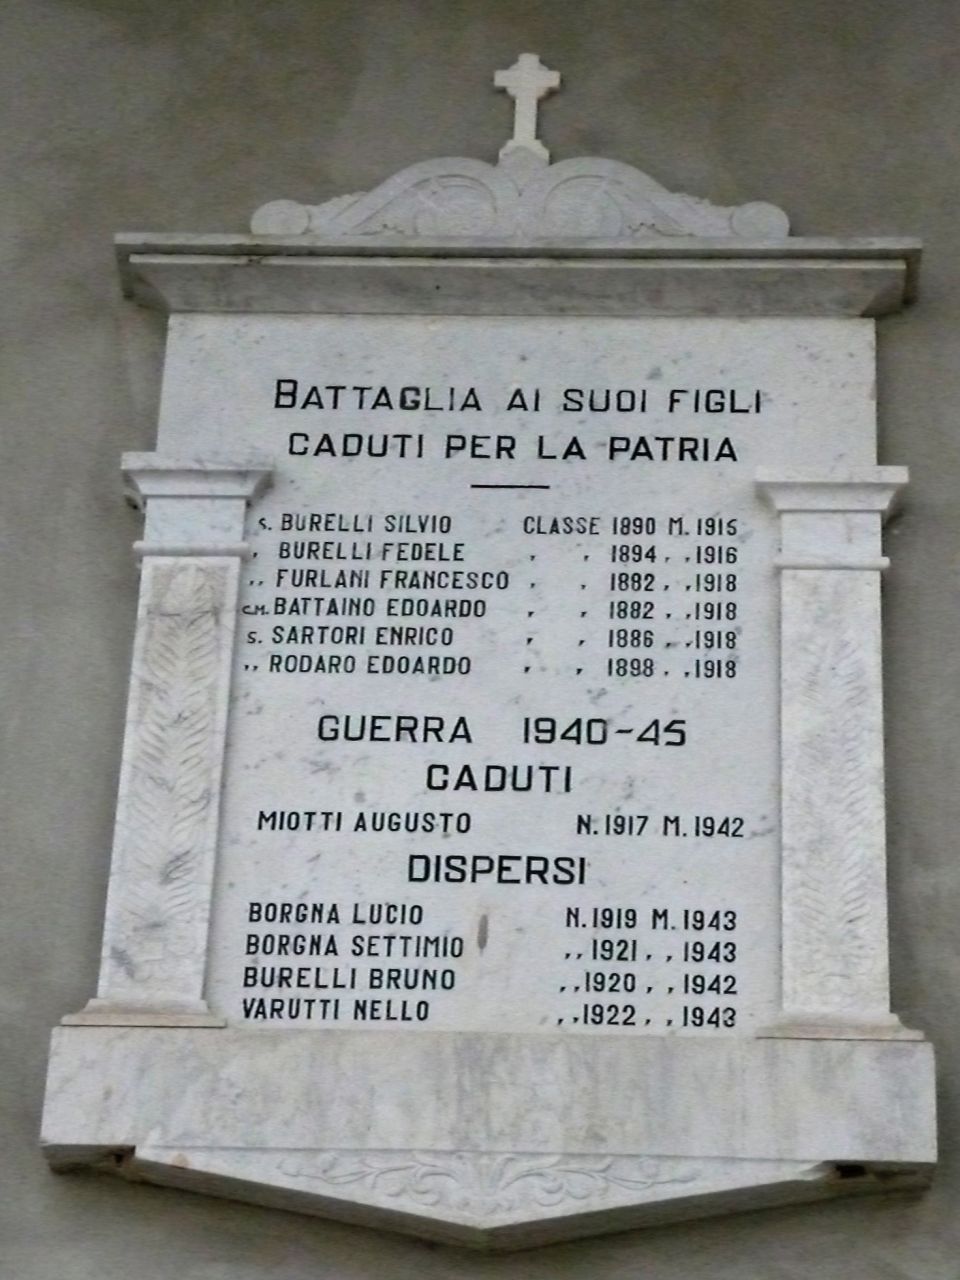 BATTAGLIA AI SUOI FIGLI
CADUTI PER LA PATRIA
S. BURELLI SILVIO CLASSE 1890 M. 1915
, BURELLI FEDELE , , 1894 , , 1916
,, FURLANI FRANCESCO , , 1882 , , 1918
C.M. BATTAINO EDOARDO , , 1882 , , 1918
S. SARTORI ENRICO , , 1886 , , 1918
,, RODARO EDOARDO , , 1898 , , 1918
GUERRA 1940-45
CADUTI
MIOTTI AUGUSTO N. 1917 M. 1942
DISPERSI
BORGNA LUCIO N. 1919 M. 1943
BORGNA SETTIMIO ,, 1921 , , 1943
BURELLI BRUNO ,, 1920 , , 1942
VARUTTI NELLO ,, 1922 , , 1943